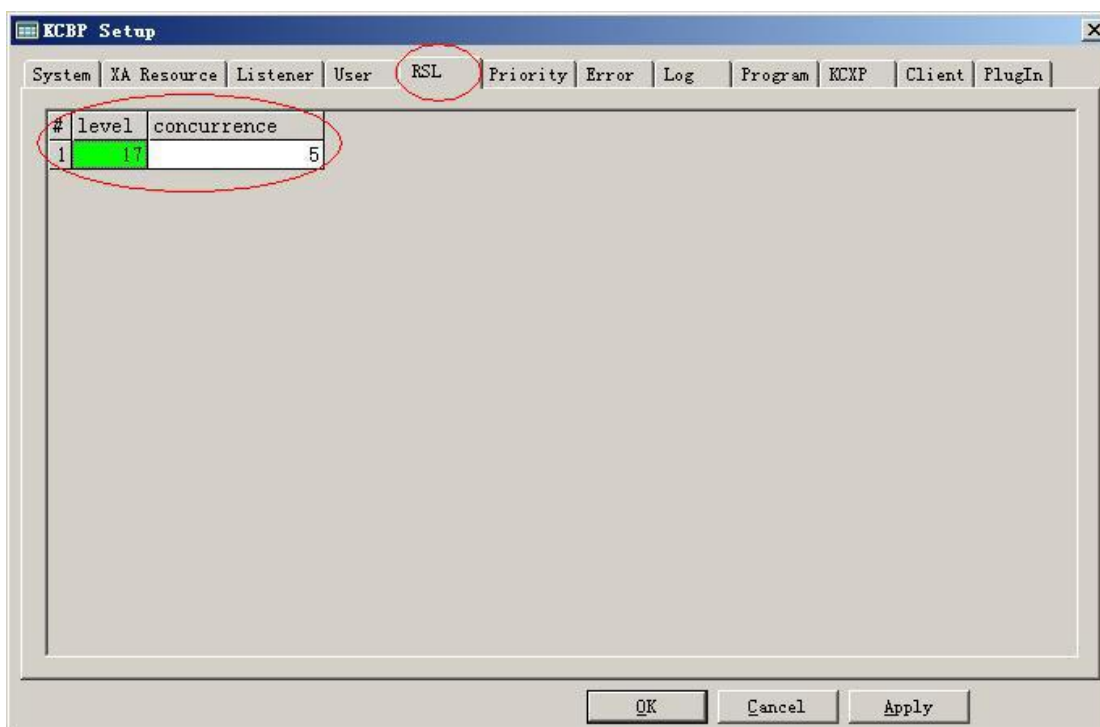 KCBP Setup
System XA Resource Listener User RSL Priority Error Log Program KCXP Client PlugIn
# level concurrence
1 17 5
OK Cancel Apply